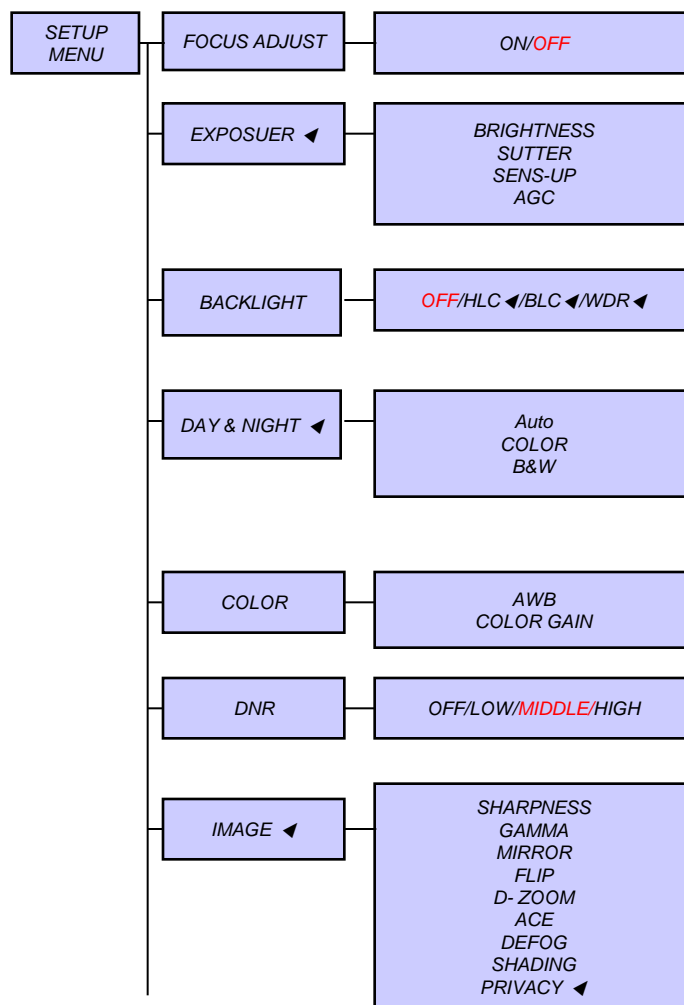 SETUP
MENU
FOCUS ADJUST
ON/OFF
EXPOSUER ◄
BRIGHTNESS
SUTTER
SENS-UP
AGC
BACKLIGHT
OFF/HLC◄/BLC◄/WDR◄
DAY & NIGHT ◄
Auto
COLOR
B&W
COLOR
AWB
COLOR GAIN
DNR
OFF/LOW/MIDDLE/HIGH
IMAGE ◄
SHARPNESS
GAMMA
MIRROR
FLIP
D- ZOOM
ACE
DEFOG
SHADING
PRIVACY ◄